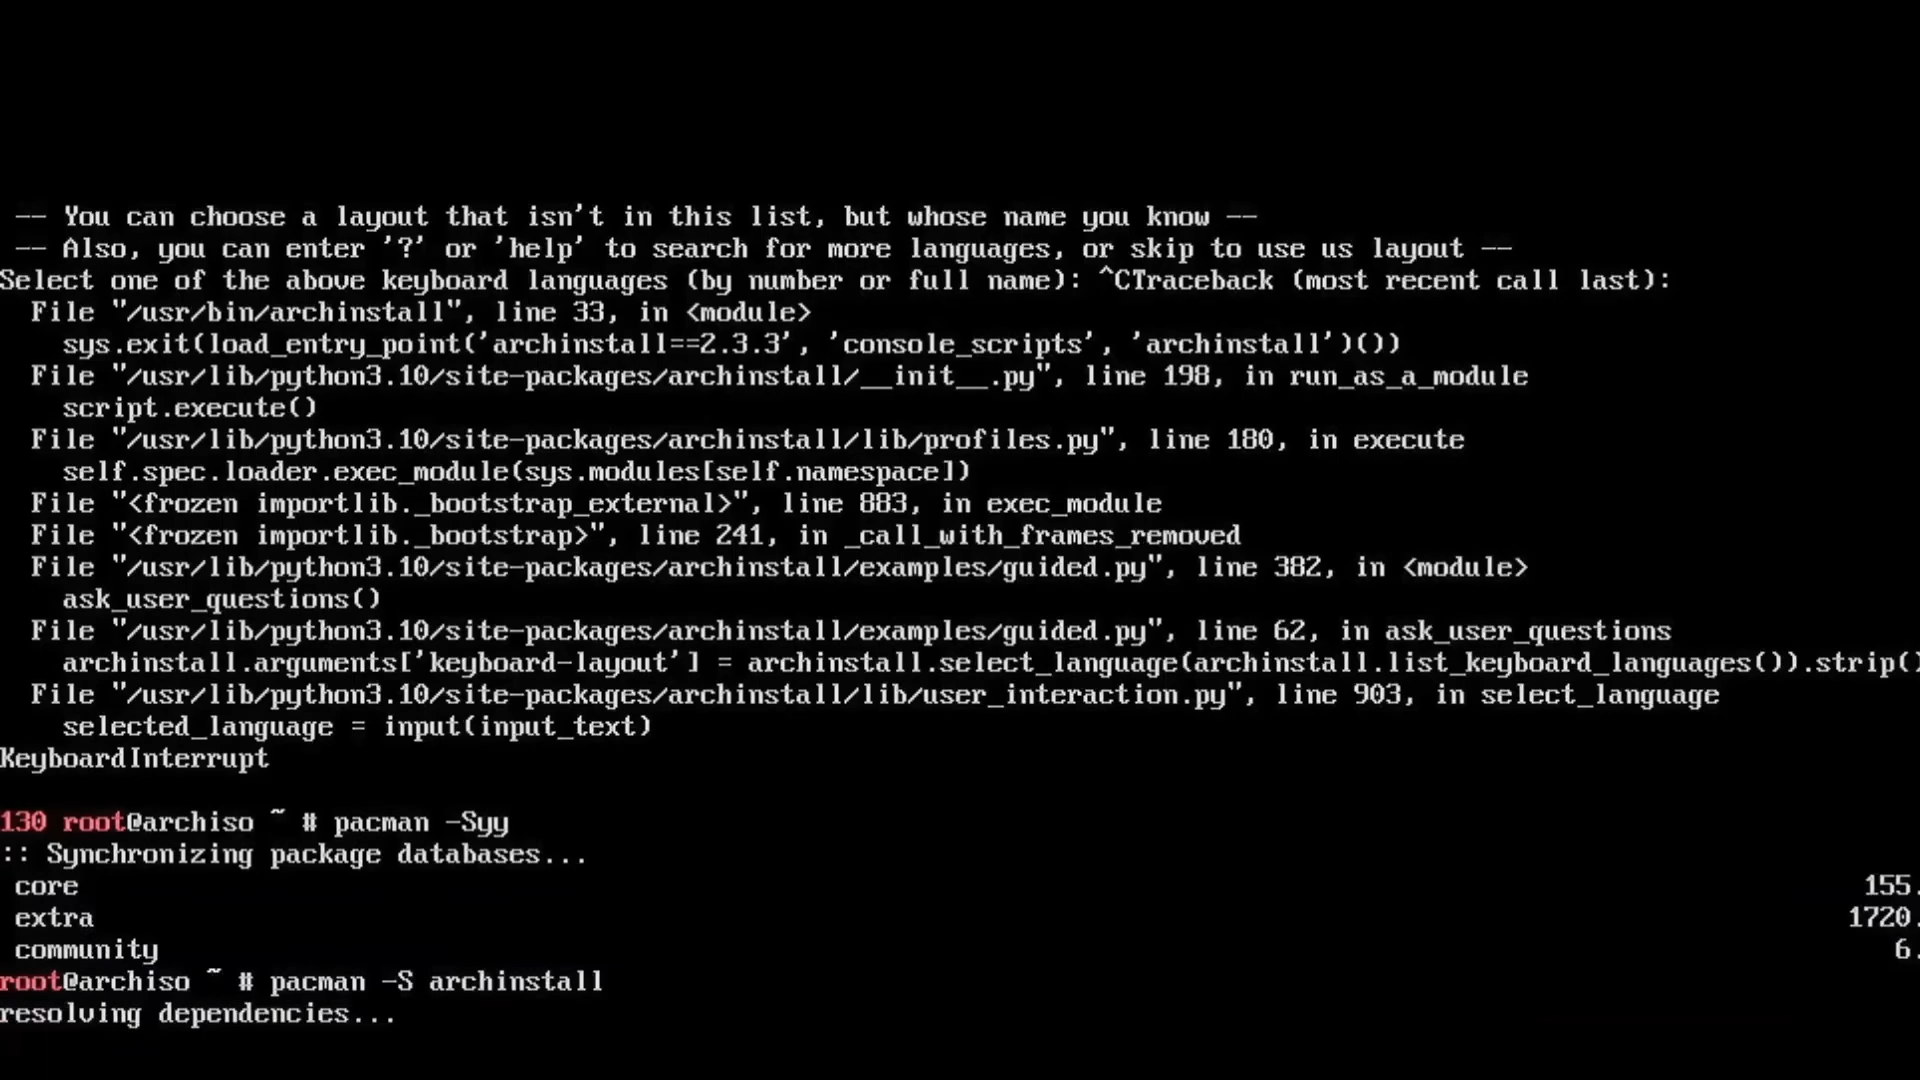 -- You can choose a layout that isn't in this list, but whose name you know --
-- Also, you can enter '?' or 'help' to search for more languages, or skip to use us layout --
Select one of the above keyboard languages (by number or full name): ^CTraceback (most recent call last):
File "/usr/bin/archinstall", line 33, in <module>
sys.exit(load_entry_point('archinstall==2.3.3', 'console_scripts', 'archinstall')())
File "/usr/lib/python3.10/site-packages/archinstall/__init__.py", line 198, in run_as_a_module
script.execute()
File "/usr/lib/python3.10/site-packages/archinstall/lib/profiles.py", line 180, in execute
self.spec.loader.exec_module(sys.modules[self.namespace])
File "<frozen importlib._bootstrap_external>", line 883, in exec_module
File "<frozen importlib._bootstrap>", line 241, in _call_with_frames_removed
File "/usr/lib/python3.10/site-packages/archinstall/examples/guided.py", line 382, in <module>
ask_user_questions()
File "/usr/lib/python3.10/site-packages/archinstall/examples/guided.py", line 62, in ask_user_questions
archinstall.arguments['keyboard-layout'] = archinstall.select_language(archinstall.list_keyboard_languages()).strip()
File "/usr/lib/python3.10/site-packages/archinstall/lib/user_interaction.py", line 903, in select_language
selected_language = input(input_text)
KeyboardInterrupt
130 root@archiso ~ # pacman -Syy
:: Synchronizing package databases...
core 155.
extra 1720.
community 6.
root@archiso ~ # pacman -S archinstall
resolving dependencies...